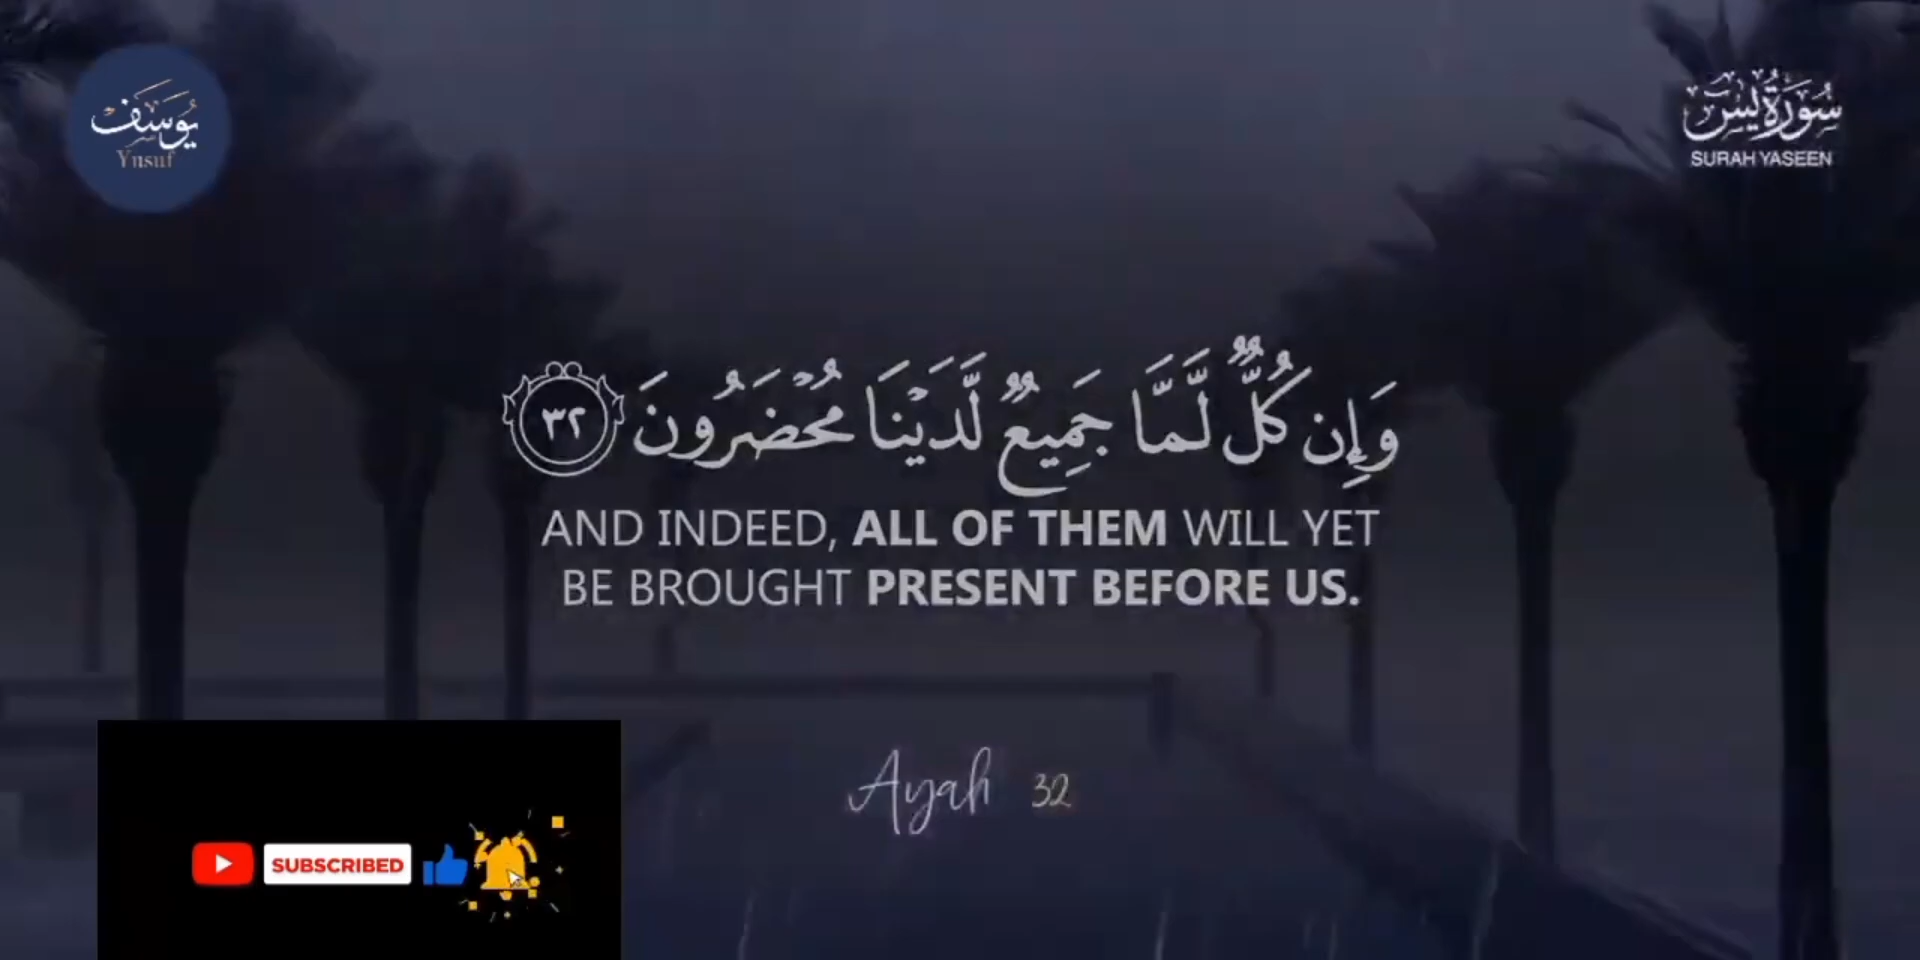 يُوسَف
Yusuf
سُورَةُ يس
SURAH YASEEN
وَإِن كُلٌّ لَّمَّا جَمِيعٌ لَّدَيْنَا مُحْضَرُونَ ٣٢
AND INDEED, ALL OF THEM WILL YET
BE BROUGHT PRESENT BEFORE US.
Ayah 32
SUBSCRIBED